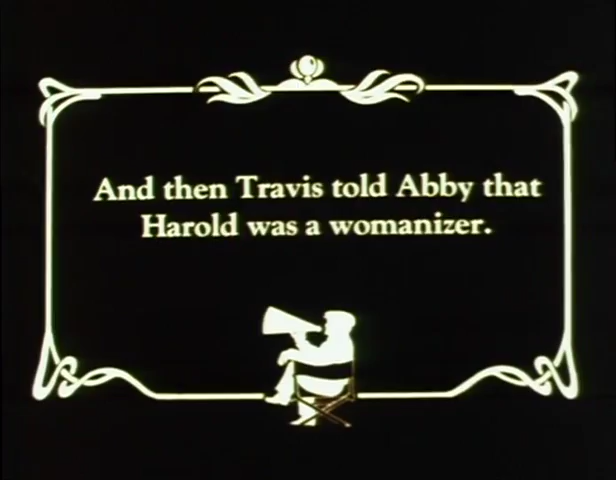 And then Travis told Abby that
Harold was a womanizer.